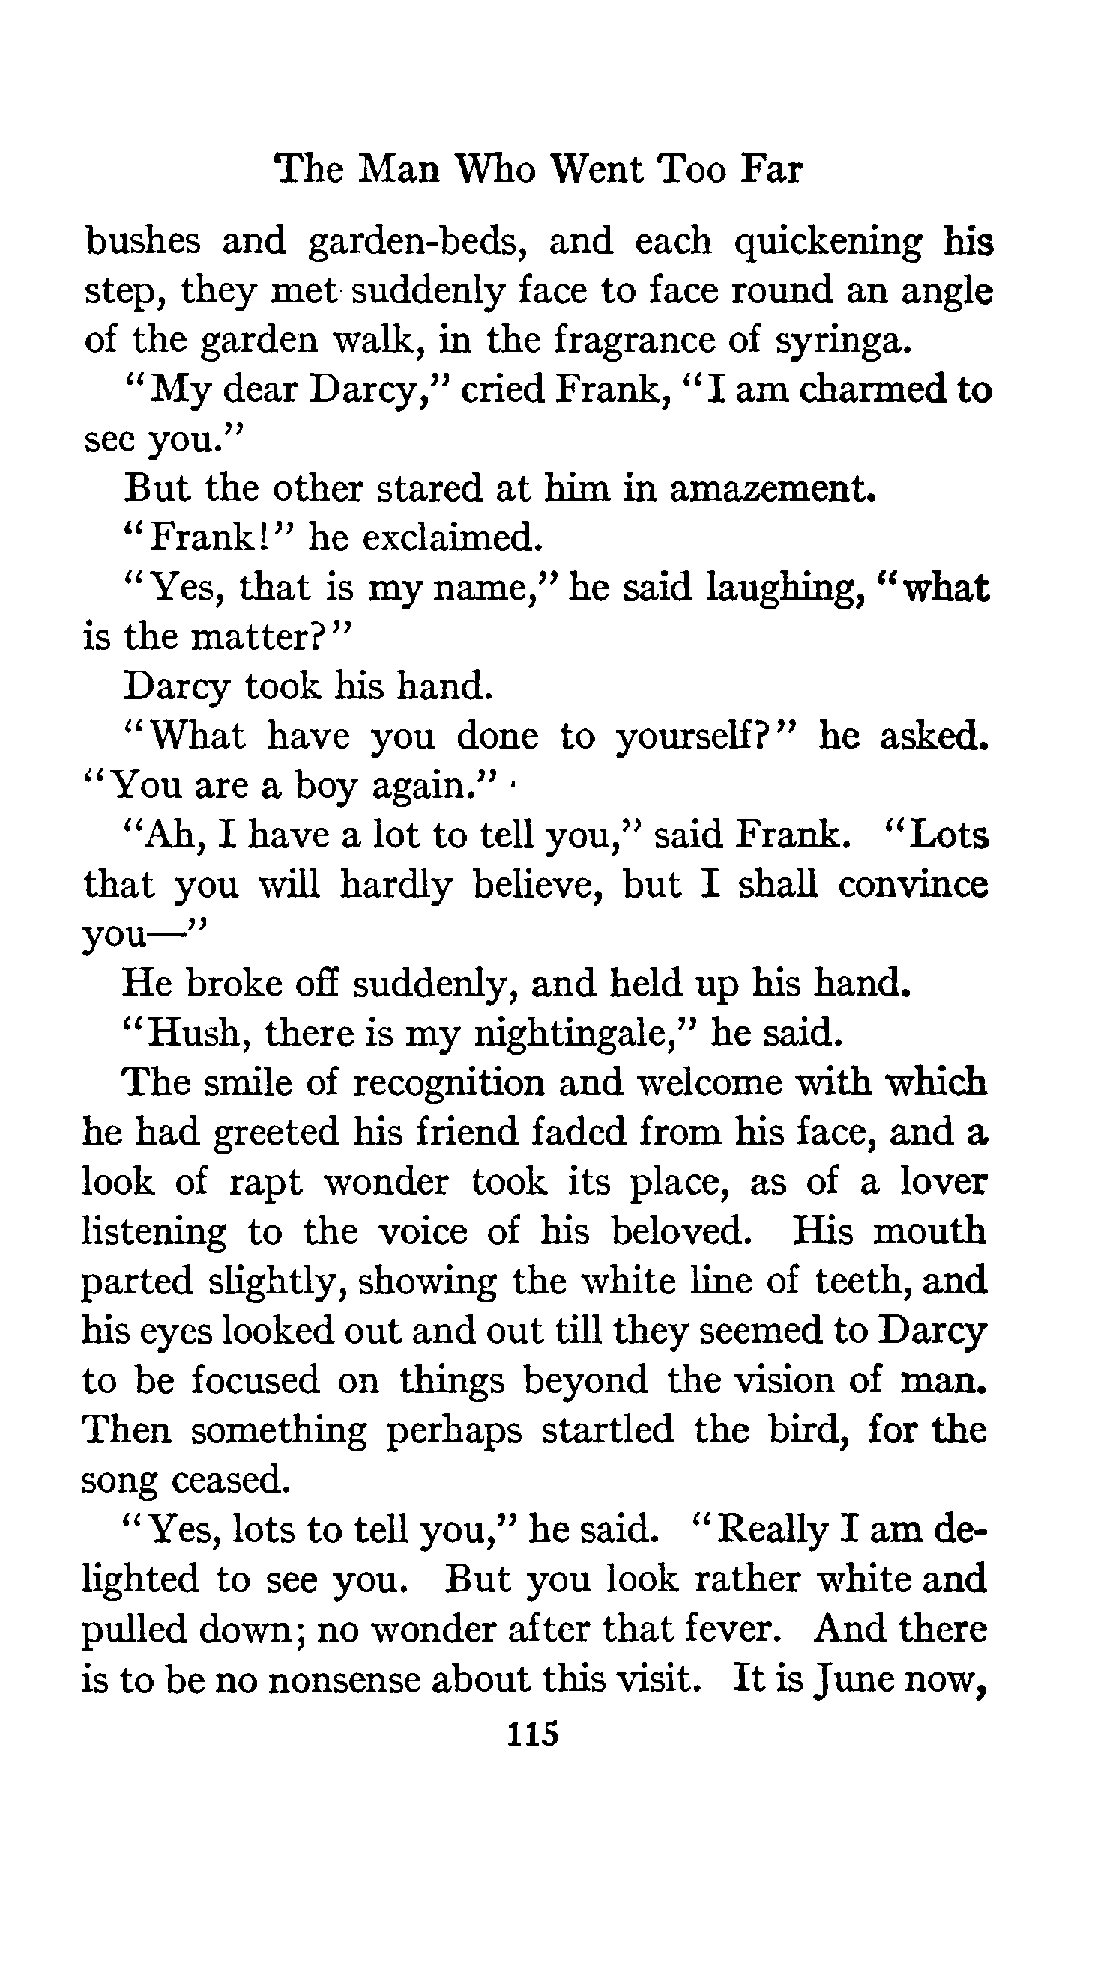 The Man Who Went Too Far
bushes and garden-beds, and each quickening his
step, they met suddenly face to face round an angle
of the garden walk, in the fragrance of syringa.
"My dear Darcy," cried Frank, "I am charmed to
see you."
But the other stared at him in amazement.
"Frank!" he exclaimed.
"Yes, that is my name," he said laughing, "what
is the matter?"
Darcy took his hand.
"What have you done to yourself?" he asked.
"You are a boy again."
"Ah, I have a lot to tell you," said Frank. "Lots
that you will hardly believe, but I shall convince
you—"
He broke off suddenly, and held up his hand.
"Hush, there is my nightingale," he said.
The smile of recognition and welcome with which
he had greeted his friend faded from his face, and a
look of rapt wonder took its place, as of a lover
listening to the voice of his beloved. His mouth
parted slightly, showing the white line of teeth, and
his eyes looked out and out till they seemed to Darcy
to be focused on things beyond the vision of man.
Then something perhaps startled the bird, for the
song ceased.
"Yes, lots to tell you," he said. "Really I am de-
lighted to see you. But you look rather white and
pulled down; no wonder after that fever. And there
is to be no nonsense about this visit. It is June now,
115